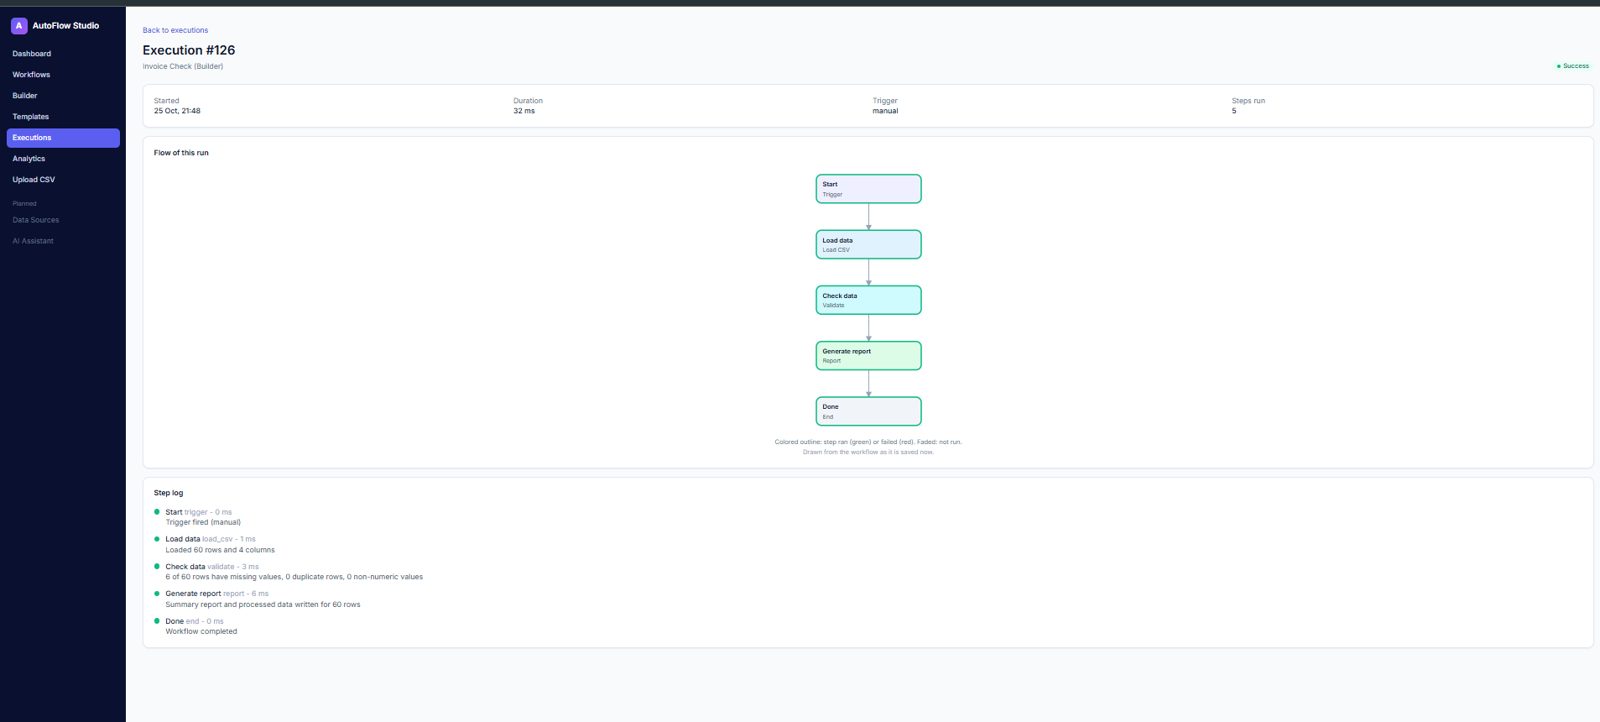 A AutoFlow Studio
Dashboard
Workflows
Builder
Templates
Executions
Analytics
Upload CSV
Planned
Data Sources
AI Assistant
Back to executions
Execution #126
Invoice Check (Builder)
Success
Started
25 Oct, 21:48
Duration
32 ms
Trigger
manual
Steps run
5
Flow of this run
Start
Trigger
Load data
Load CSV
Check data
Validate
Generate report
Report
Done
End
Colored outline: step ran (green) or failed (red). Faded: not run.
Drawn from the workflow as it is saved now.
Step log
Start trigger - 0 ms
Trigger fired (manual)
Load data load_csv - 1 ms
Loaded 60 rows and 4 columns
Check data validate - 3 ms
6 of 60 rows have missing values, 0 duplicate rows, 0 non-numeric values
Generate report report - 6 ms
Summary report and processed data written for 60 rows
Done end - 0 ms
Workflow completed